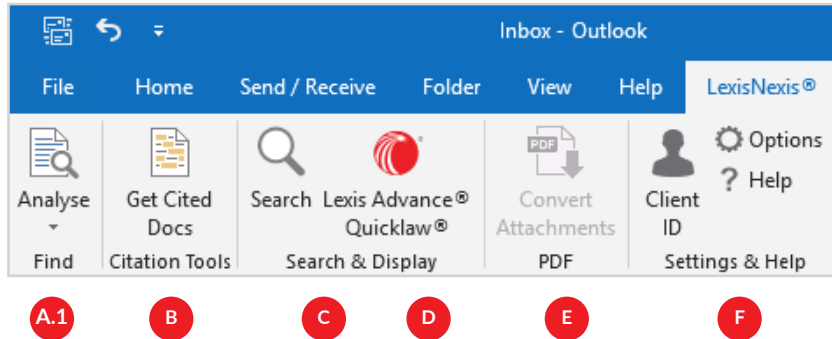 Inbox - Outlook
File Home Send / Receive Folder View Help LexisNexis®
PDF
Analyse
Get Cited
Docs
Search
Lexis Advance®
Quicklaw®
Convert
Attachments
Client
ID
Options
? Help
Find Citation Tools Search & Display PDF Settings & Help
A.1 B C D E F